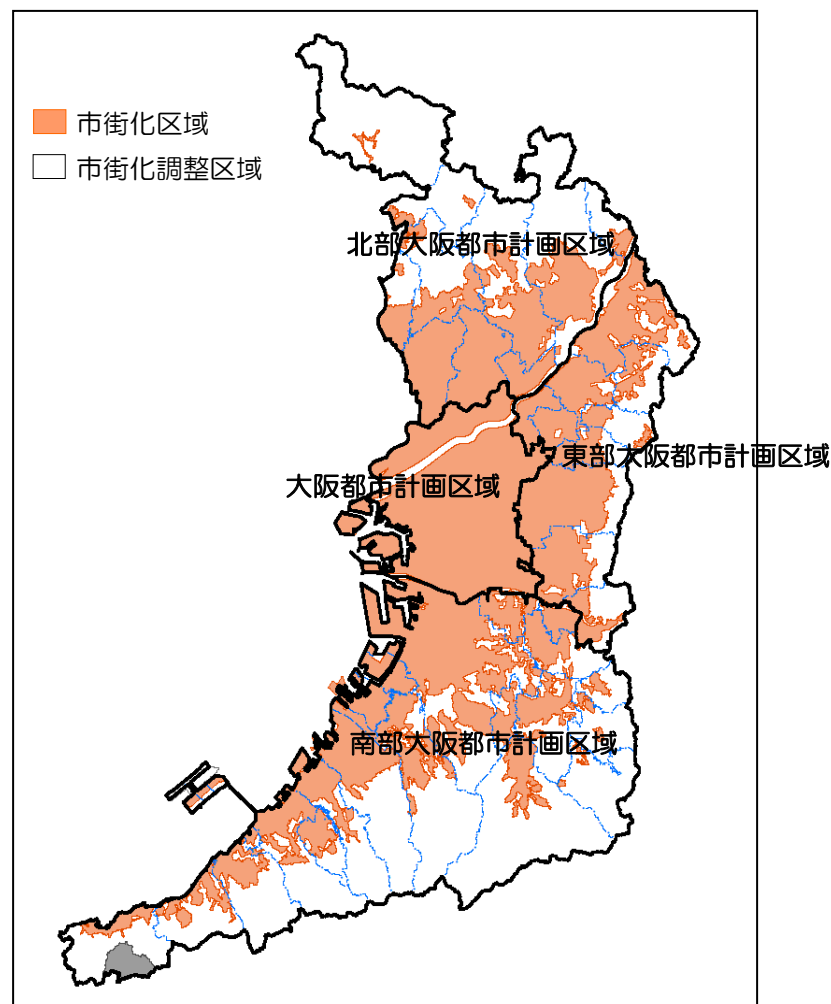 市街化区域
市街化調整区域
北部大阪都市計画区域
東部大阪都市計画区域
大阪都市計画区域
南部大阪都市計画区域